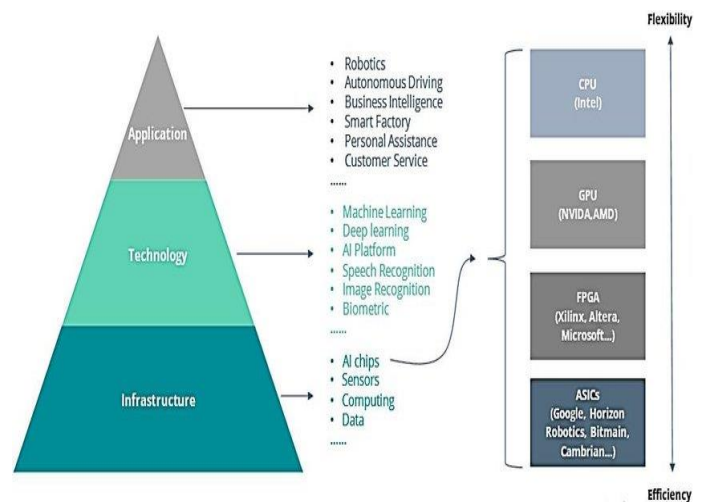 Application
Technology
Infrastructure
• Robotics
• Autonomous Driving
• Business Intelligence
• Smart Factory
• Personal Assistance
• Customer Service
......
• Machine Learning
• Deep learning
• AI Platform
• Speech Recognition
• Image Recognition
• Biometric
......
• AI chips
• Sensors
• Computing
• Data
......
Flexibility
CPU
(Intel)
GPU
(NVIDA,AMD)
FPGA
(Xilinx, Altera,
Microsoft...)
ASICs
(Google, Horizon
Robotics, Bitmain,
Cambrian...)
Efficiency